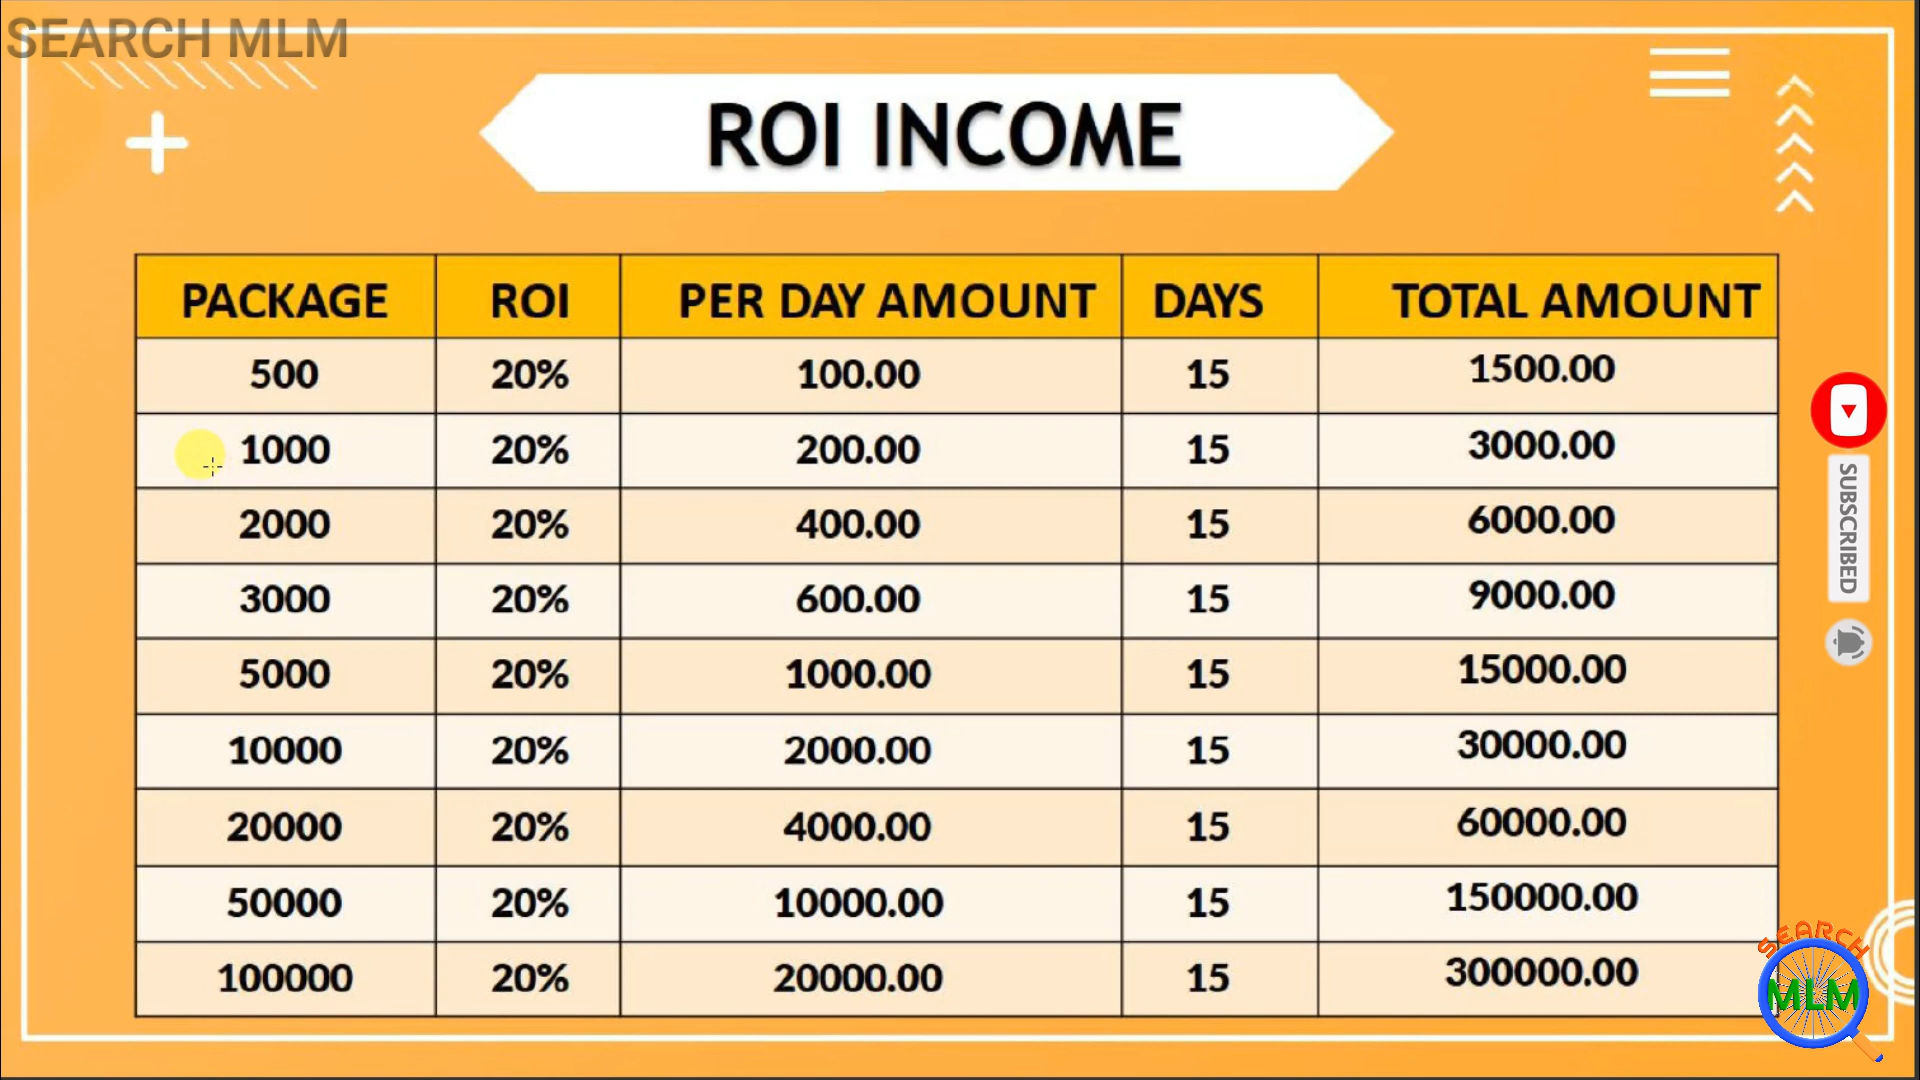 SEARCH MLM
ROI INCOME
PACKAGE ROI PER DAY AMOUNT DAYS TOTAL AMOUNT
500 20% 100.00 15 1500.00
1000 20% 200.00 15 3000.00
2000 20% 400.00 15 6000.00
3000 20% 600.00 15 9000.00
5000 20% 1000.00 15 15000.00
10000 20% 2000.00 15 30000.00
20000 20% 4000.00 15 60000.00
50000 20% 10000.00 15 150000.00
100000 20% 20000.00 15 300000.00
SUBSCRIBED
SEARCH
MLM